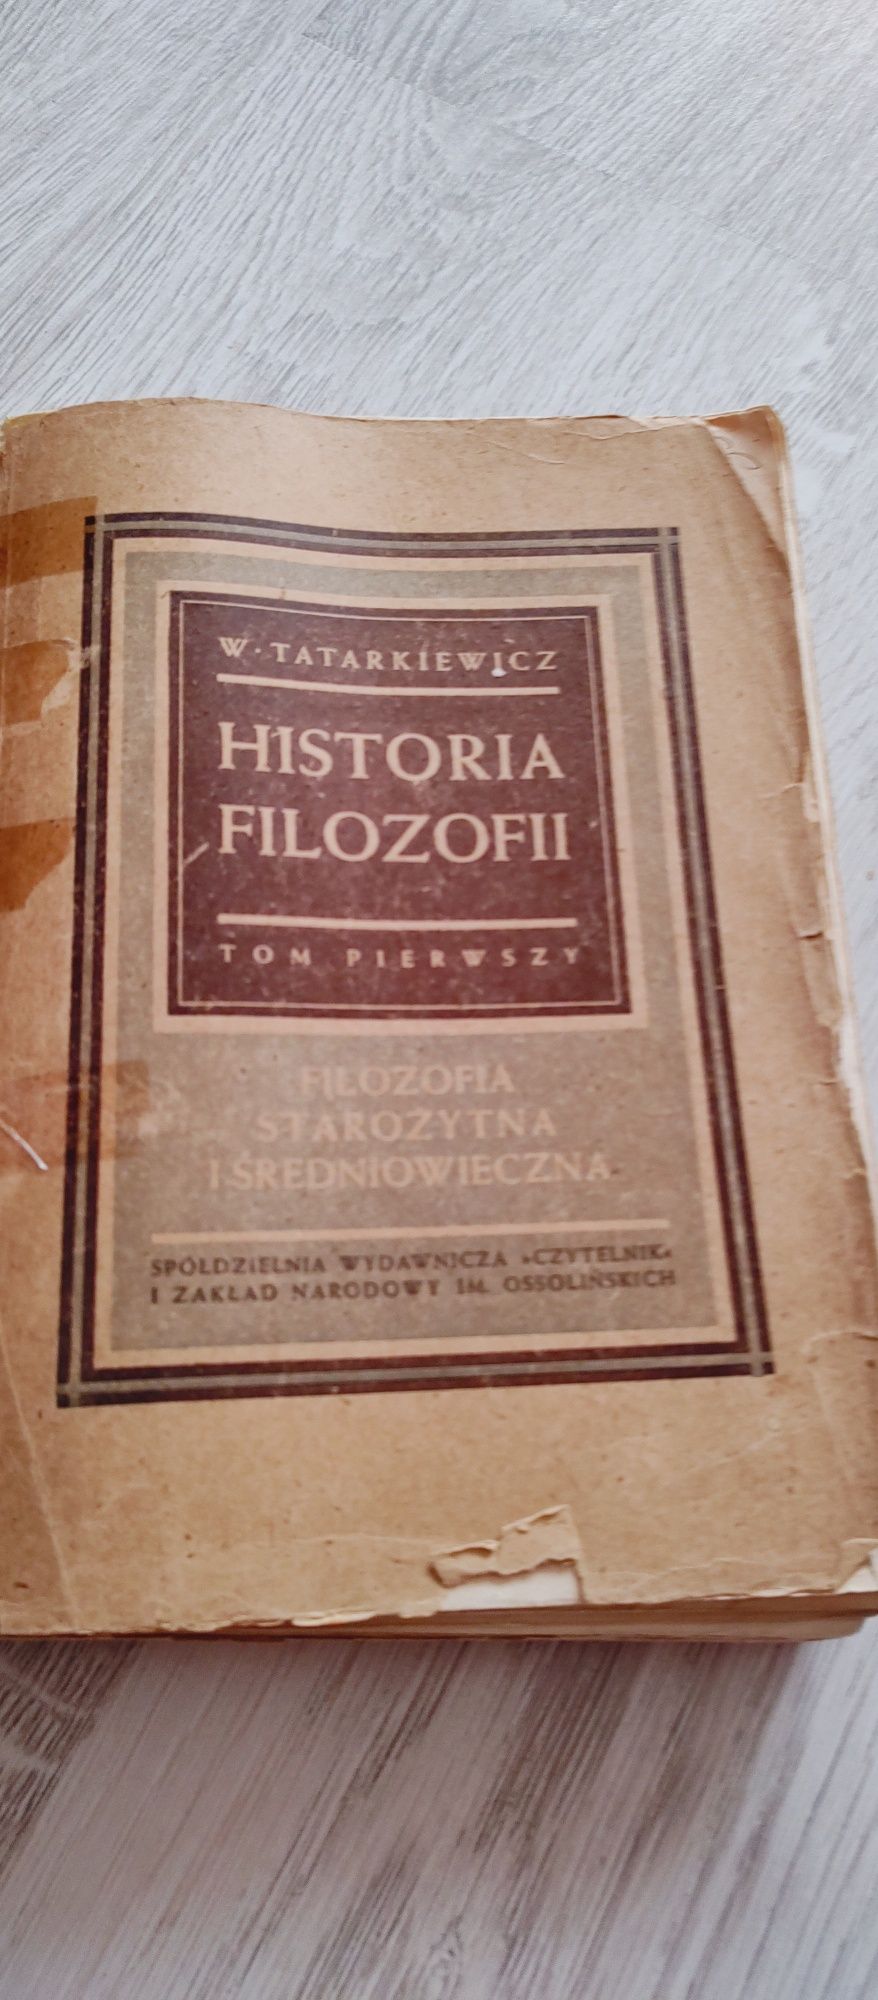 W · TATARKIEWICZ
HISTORIA
FILOZOFII
TOM PIERWSZY
FILOZOFIA
STAROŻYTNA
I ŚREDNIOWIECZNA
SPÓŁDZIELNIA WYDAWNICZA »CZYTELNIK«
I ZAKŁAD NARODOWY IM. OSSOLIŃSKICH